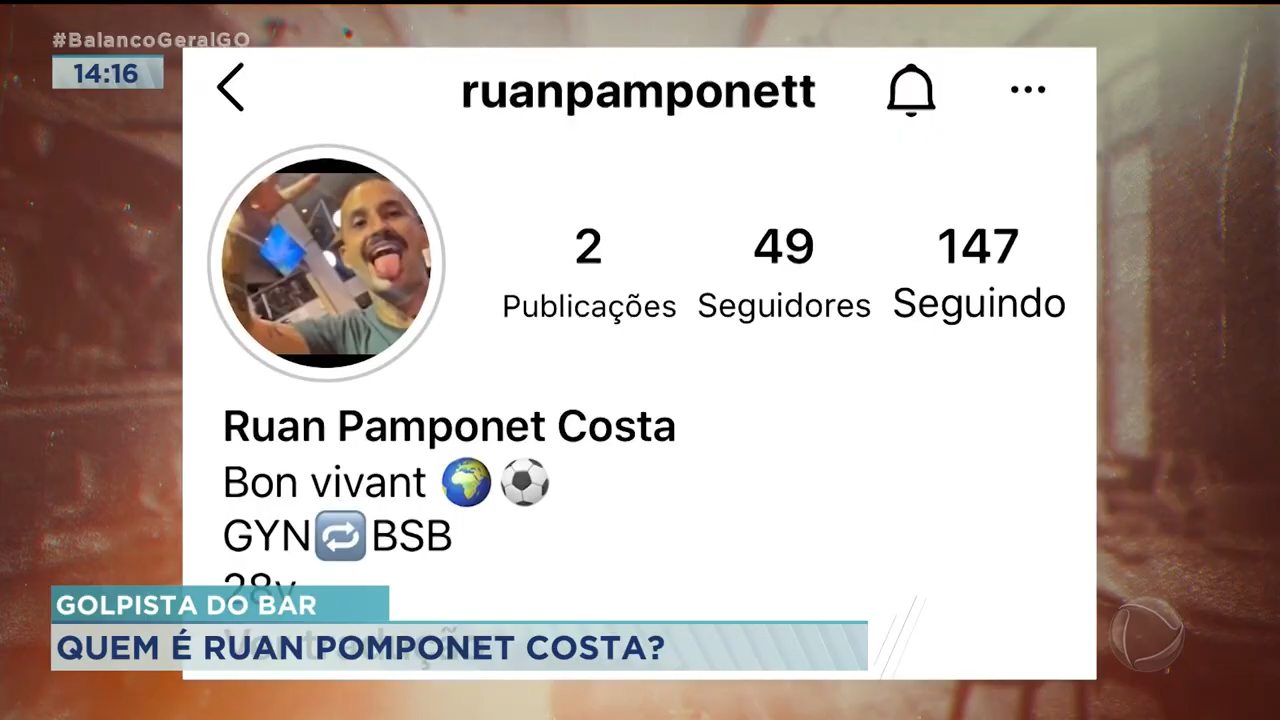 #BalancoGeralGO
14:16
ruanpamponett
2 49 147
Publicações Seguidores Seguindo
Ruan Pamponet Costa
Bon vivant 🌍⚽
GYN🔁BSB
28y
GOLPISTA DO BAR
QUEM É RUAN POMPONET COSTA?